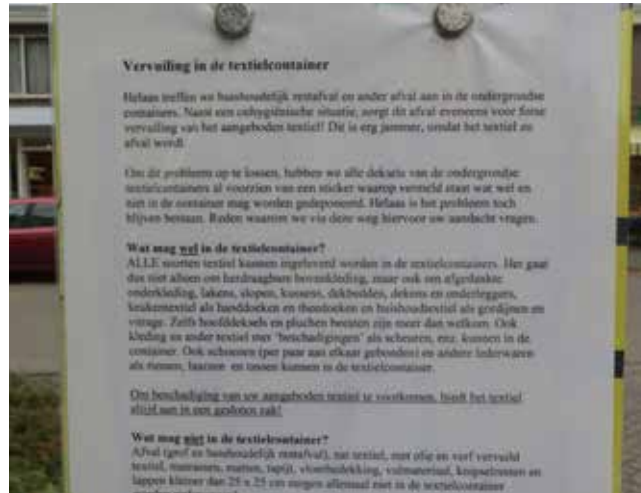 Vervuiling in de textielcontainer
Helaas treffen we huishoudelijk restafval en ander afval aan in de ondergrondse
containers. Naast een onhygiënische situatie, zorgt dit afval eveneens voor forse
vervuiling van het aangeboden textiel! Dit is erg jammer, omdat het textiel zo
afval wordt.
Om dit probleem op te lossen, hebben we alle deksels van de ondergrondse
textielcontainers al voorzien van een sticker waarop vermeld staat wat wel en
niet in de container mag worden gedeponeerd. Helaas is het probleem toch
blijven bestaan. Reden waarom we via deze weg hiervoor uw aandacht vragen.
Wat mag wel in de textielcontainer?
ALLE soorten textiel kunnen ingeleverd worden in de textielcontainers. Het gaat
dus niet alleen om herdraagbare bovenkleding, maar ook om afgedankte
onderkleding, lakens, slopen, kussens, dekbedden, dekens en onderleggers,
keukentextiel als handdoeken en theedoeken en huishoudtextiel als gordijnen en
vitrage. Zelfs hoofddeksels en pluchen beesten zijn meer dan welkom. Ook
kleding en ander textiel met 'beschadigingen' als scheuren, enz. kunnen in de
container. Ook schoenen (per paar aan elkaar gebonden) en andere lederwaren
als riemen, laarzen en tassen kunnen in de textielcontainer.
Om beschadiging van uw aangeboden textiel te voorkomen, biedt het textiel
altijd aan in een gesloten zak!
Wat mag niet in de textielcontainer?
Afval (grof en huishoudelijk restafval), nat textiel, met olie en verf vervuild
textiel, matrassen, matten, tapijt, vloerbedekking, vulmateriaal, knipselresten en
lappen kleiner dan 25 x 25 cm mogen allemaal niet in de textielcontainer